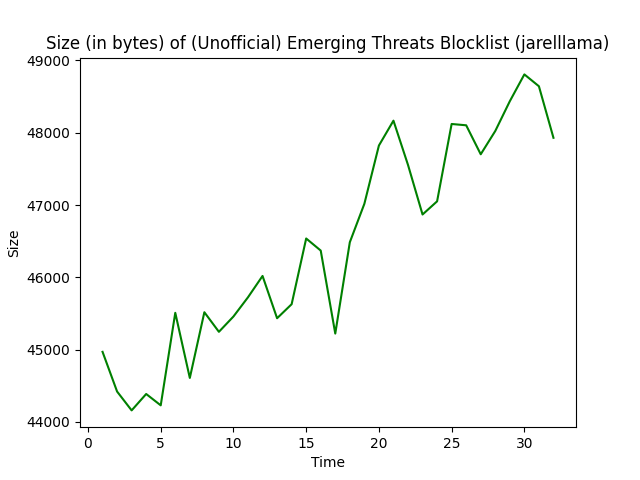 Size (in bytes) of (Unofficial) Emerging Threats Blocklist (jarelllama)
49000
48000
47000
46000
45000
44000
Size
0 5 10 15 20 25 30
Time